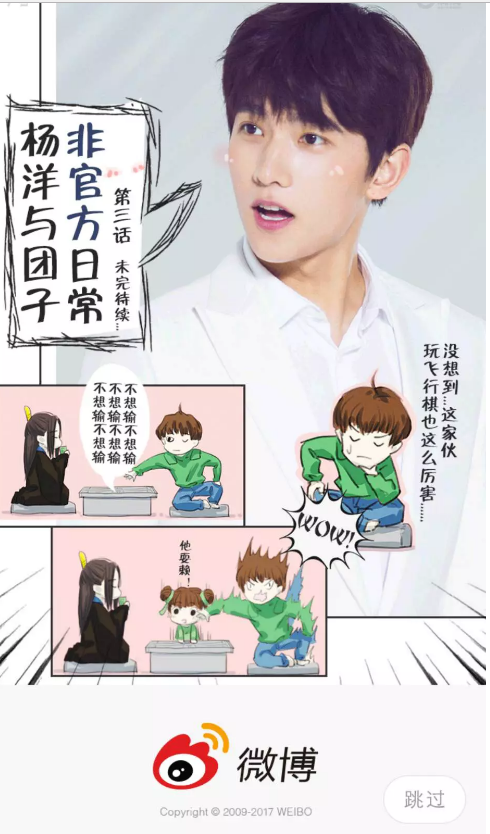 非官方日常
杨洋与团子
第三话 未完待续...
没想到...这家伙
玩飞行棋也这么厉害......
不想输不想输
不想输不想输
不想输不想输
WOW!!
他耍赖！
微博
Copyright © 2009-2017 WEIBO
跳过